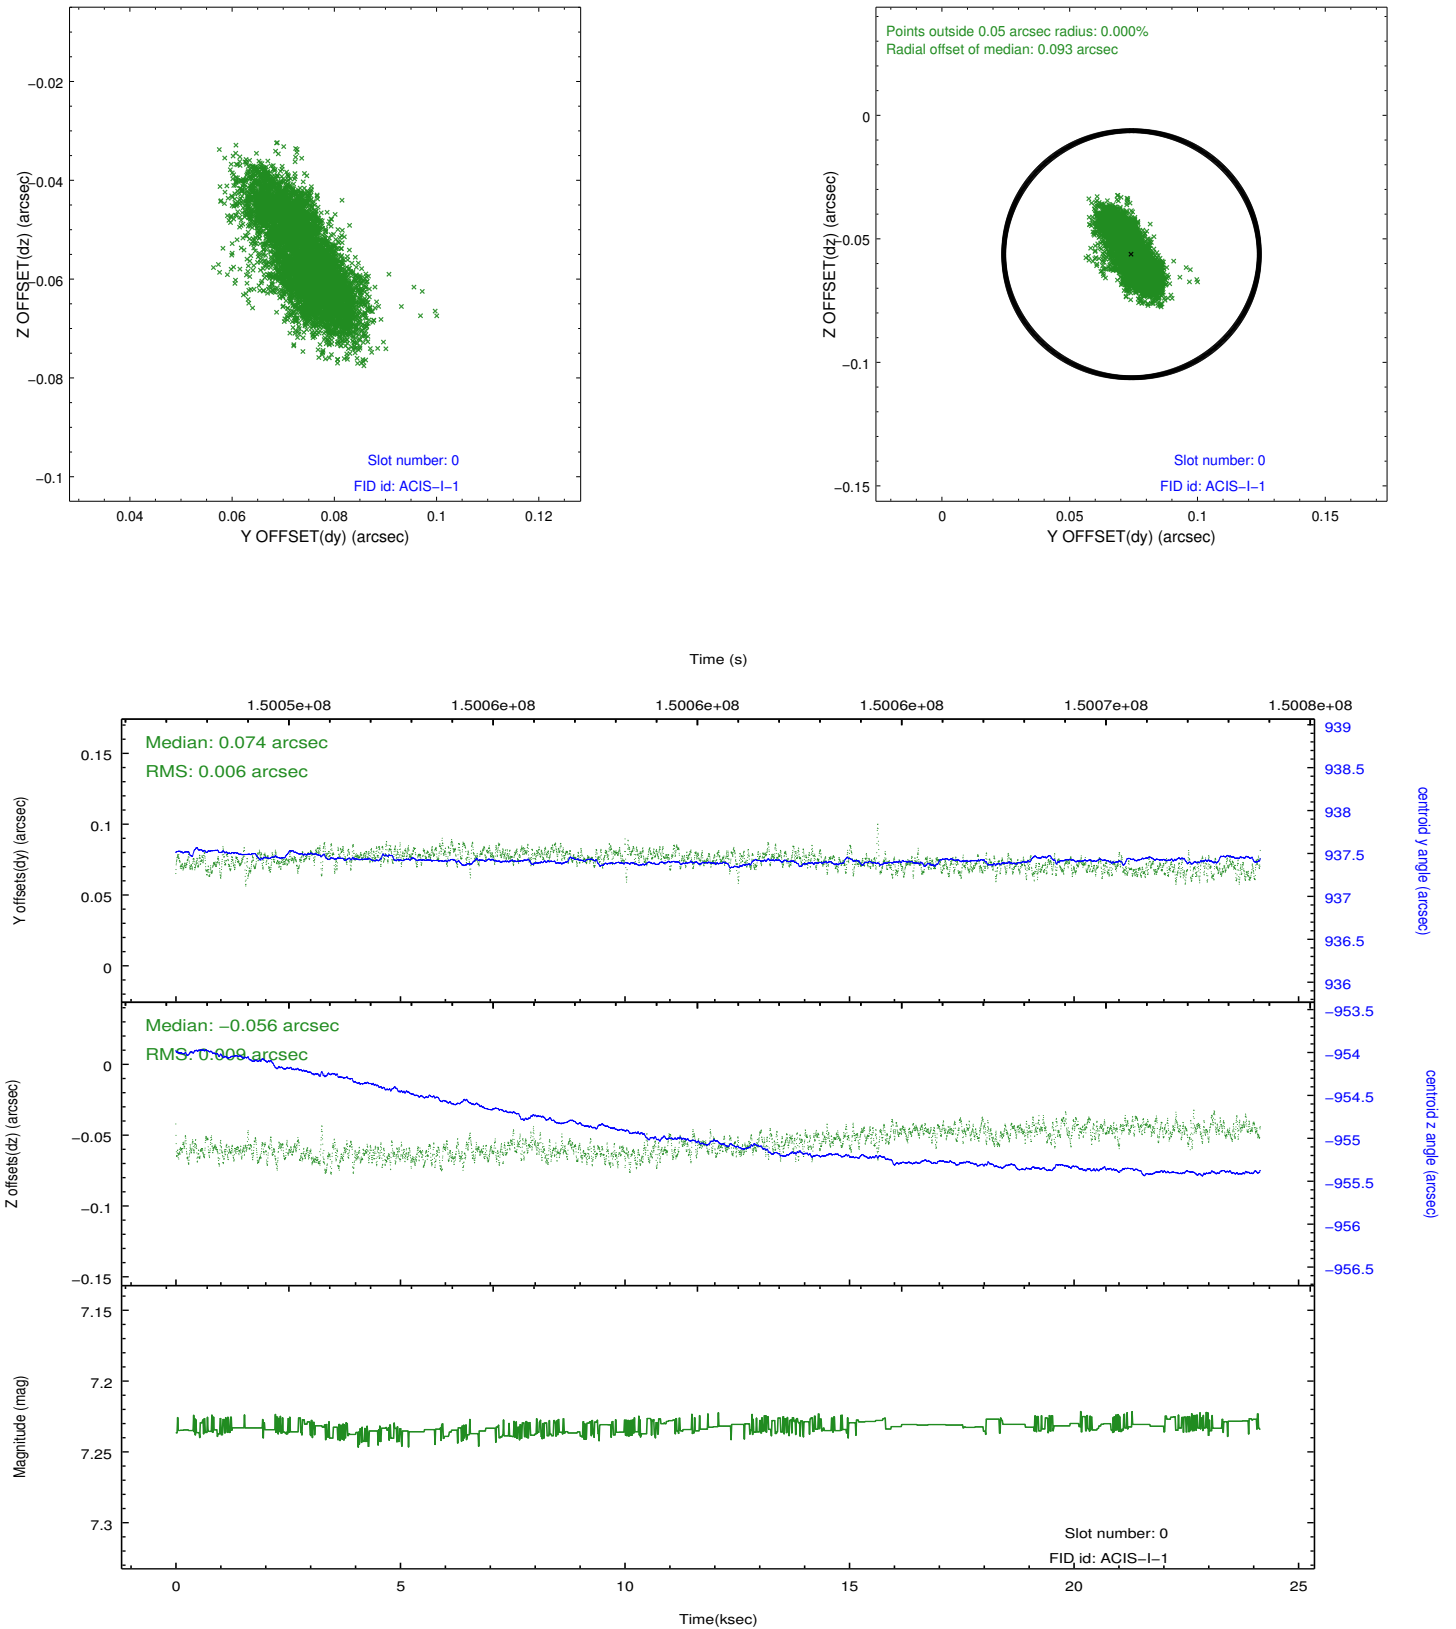 −0.02
−0.04
−0.06
−0.08
−0.1
Z OFFSET(dz) (arcsec)
Slot number: 0
FID id: ACIS−I−1
0.04 0.06 0.08 0.1 0.12
Y OFFSET(dy) (arcsec)
Points outside 0.05 arcsec radius: 0.000%
Radial offset of median: 0.093 arcsec
0
−0.05
−0.1
−0.15
Z OFFSET(dz) (arcsec)
Slot number: 0
FID id: ACIS−I−1
0 0.05 0.1 0.15
Y OFFSET(dy) (arcsec)
Time (s)
1.5005e+08 1.5006e+08 1.5006e+08 1.5006e+08 1.5007e+08 1.5008e+08
Median: 0.074 arcsec
RMS: 0.006 arcsec
0.15
0.1
0.05
0
Y offsets(dy) (arcsec)
939
938.5
938
937.5
937
936.5
936
centroid y angle (arcsec)
Median: −0.056 arcsec
RMS: 0.009 arcsec
0
−0.05
−0.1
−0.15
Z offsets(dz) (arcsec)
−953.5
−954
−954.5
−955
−955.5
−956
−956.5
centroid z angle (arcsec)
7.15
7.2
7.25
7.3
Magnitude (mag)
Slot number: 0
FID id: ACIS−I−1
0 5 10 15 20 25
Time(ksec)